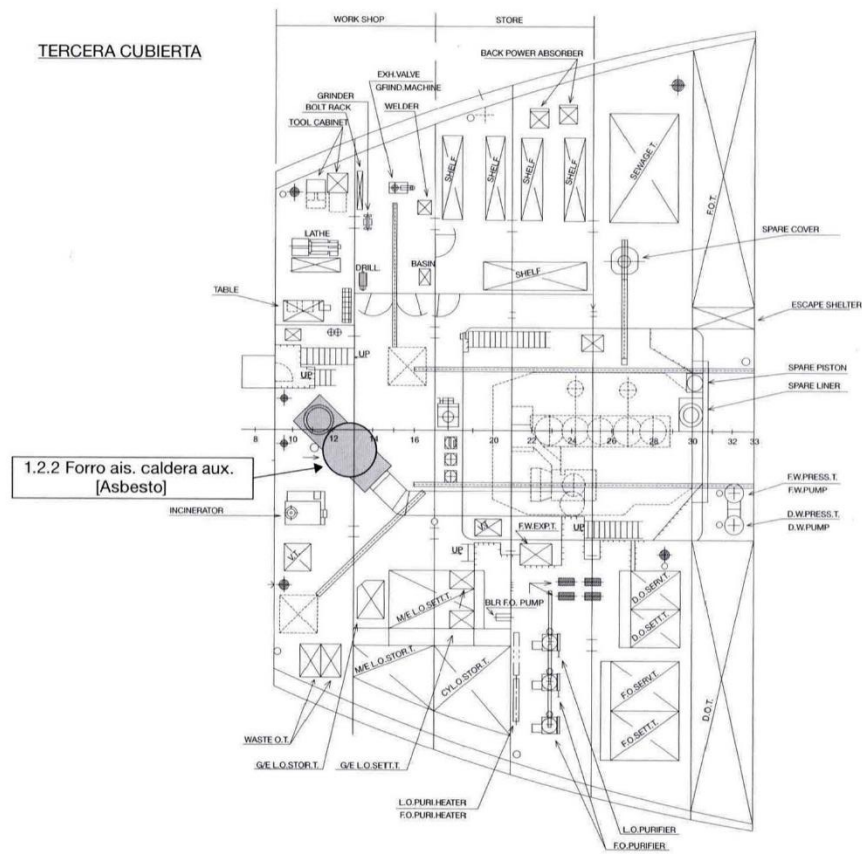 WORK SHOP
STORE
TERCERA CUBIERTA
BACK POWER ABSORBER
EXH.VALVE
GRIND.MACHINE
GRINDER
BOLT RACK
WELDER
TOOL CABINET
SHELF
SHELF
SHELF
SHELF
SEWAGE T.
F.O.T.
SPARE COVER
LATHE
DRILL.
BASIN
SHELF
TABLE
ESCAPE SHELTER
UP
UP
SPARE PISTON
SPARE LINER
8
10
12
14
16
20
22
24
26
28
30
32
33
1.2.2 Forro ais. caldera aux.
[Asbesto]
F.W.PRESS.T.
F.W.PUMP
INCINERATOR
D.W.PRESS.T.
D.W.PUMP
V.T.
V.T.
F.W.EXP.T.
UP
M/E L.O.SETT.T.
BLR F.O. PUMP
D.O.SERV.T.
D.O.SETT.T.
M/E L.O.STOR.T.
CYL.O.STOR.T.
F.O.SERV.T.
F.O.SETT.T.
D.O.T.
WASTE O.T.
G/E L.O.STOR.T.
G/E L.O.SETT.T.
L.O.PURI.HEATER
F.O.PURI.HEATER
L.O.PURIFIER
F.O.PURIFIER